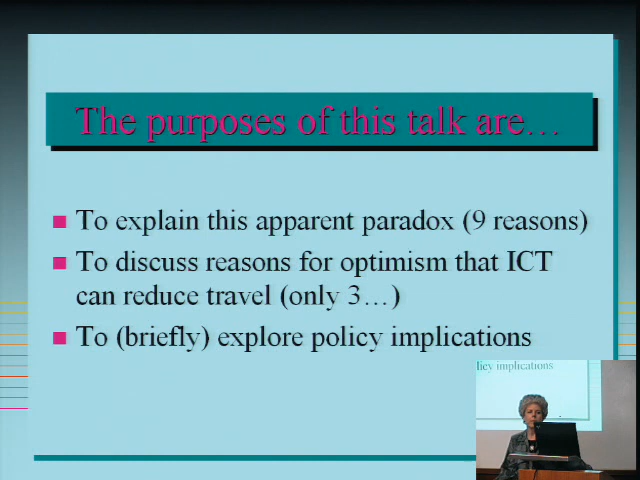 The purposes of this talk are…
To explain this apparent paradox (9 reasons)
To discuss reasons for optimism that ICT
can reduce travel (only 3…)
To (briefly) explore policy implications
licy implications